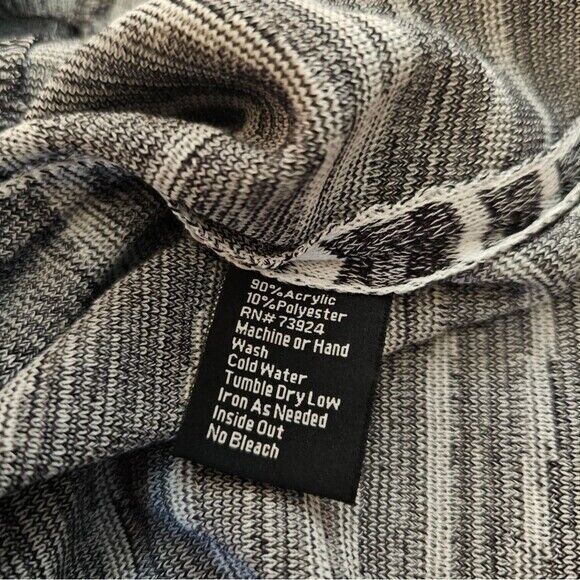 90%Acrylic
10%Polyester
RN# 73924
Machine or Hand
Wash
Cold Water
Tumble Dry Low
Iron As Needed
Inside Out
No Bleach